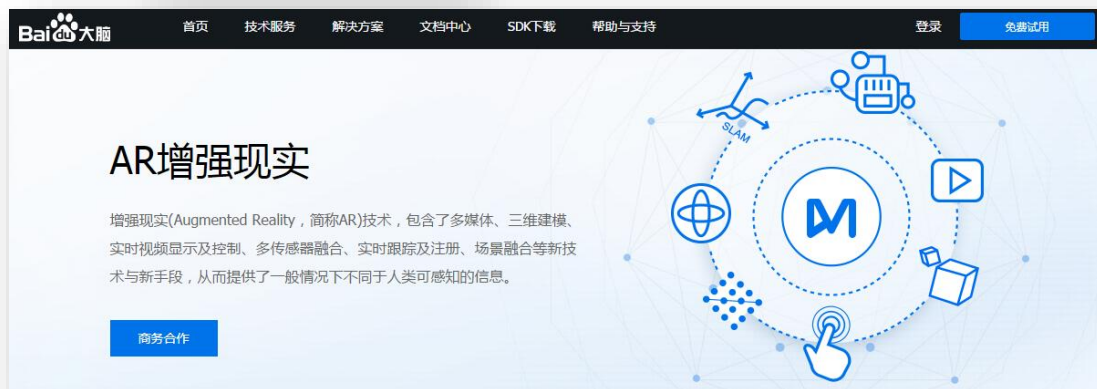 Bai du 大脑
首页 技术服务 解决方案 文档中心 SDK下载 帮助与支持 登录 免费试用
AR增强现实
增强现实(Augmented Reality，简称AR)技术，包含了多媒体、三维建模、
实时视频显示及控制、多传感器融合、实时跟踪及注册、场景融合等新技
术与新手段，从而提供了一般情况下不同于人类可感知的信息。
商务合作
SLAM